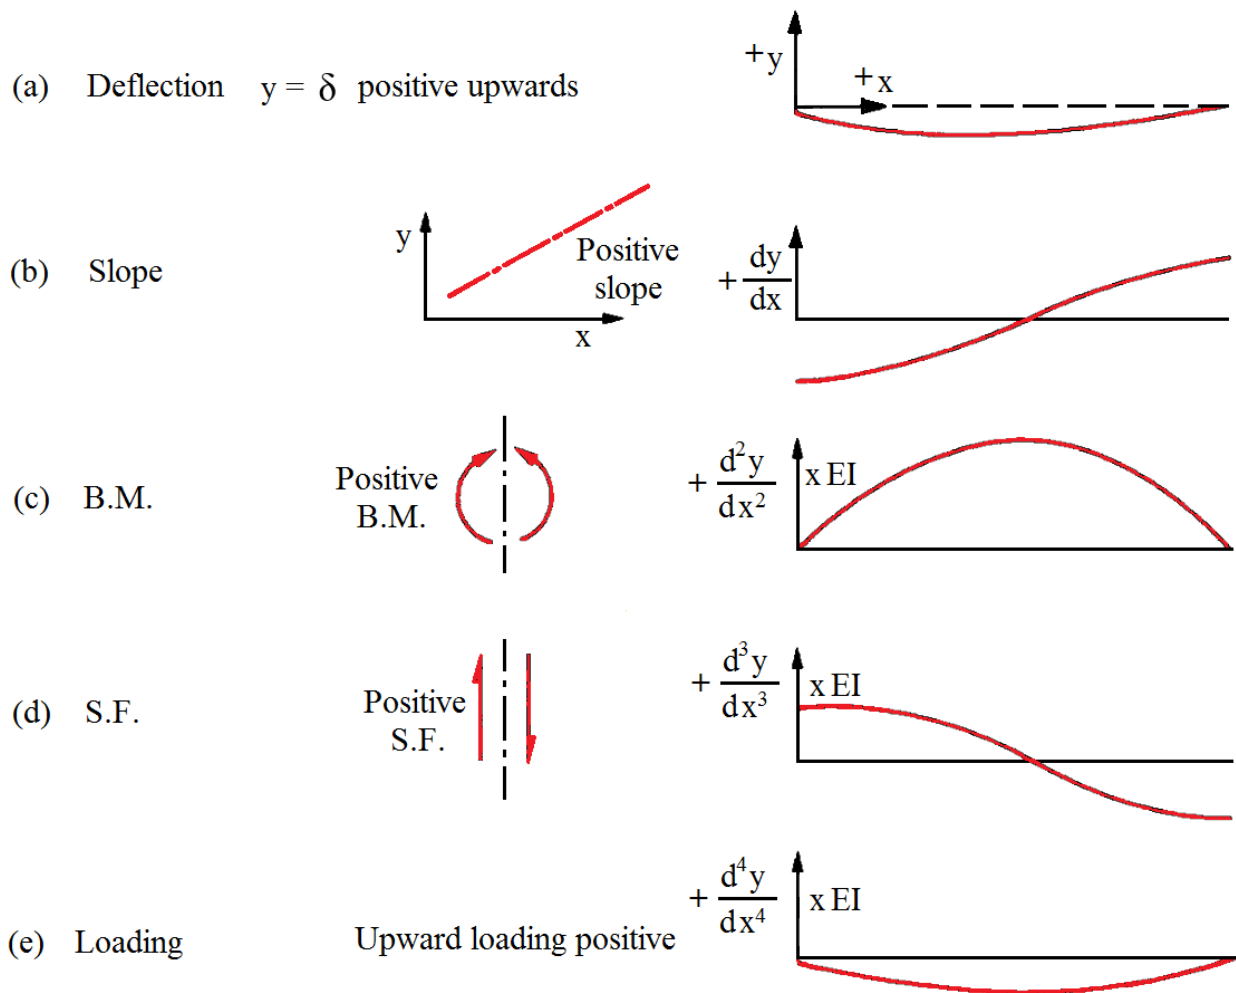 (a) Deflection y = δ positive upwards
+y
+x
(b) Slope
y
x
Positive
slope
+ dy/dx
(c) B.M.
Positive
B.M.
+ d²y/dx² x EI
(d) S.F.
Positive
S.F.
+ d³y/dx³ x EI
(e) Loading
Upward loading positive
+ d⁴y/dx⁴ x EI